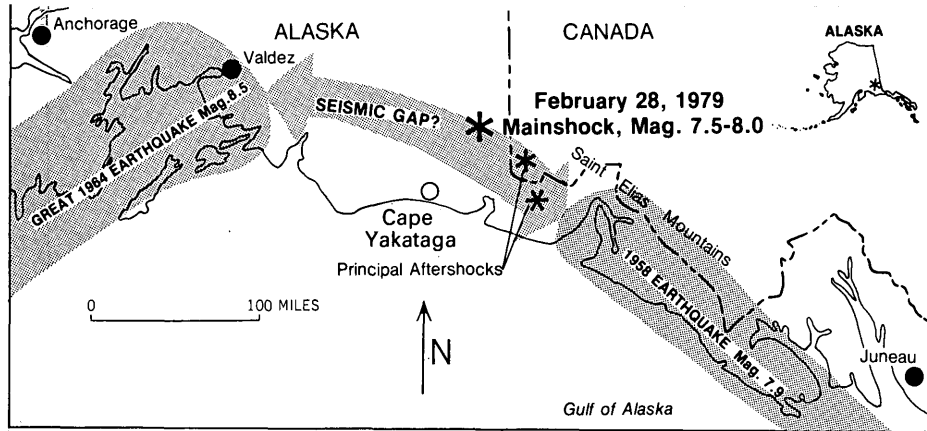 Anchorage
ALASKA
CANADA
ALASKA
Valdez
SEISMIC GAP?
February 28, 1979
Mainshock, Mag. 7.5-8.0
GREAT 1964 EARTHQUAKE Mag. 8.5
Saint Elias Mountains
Cape
Yakataga
Principal Aftershocks
1958 EARTHQUAKE Mag. 7.9
0 100 MILES
N
Juneau
Gulf of Alaska